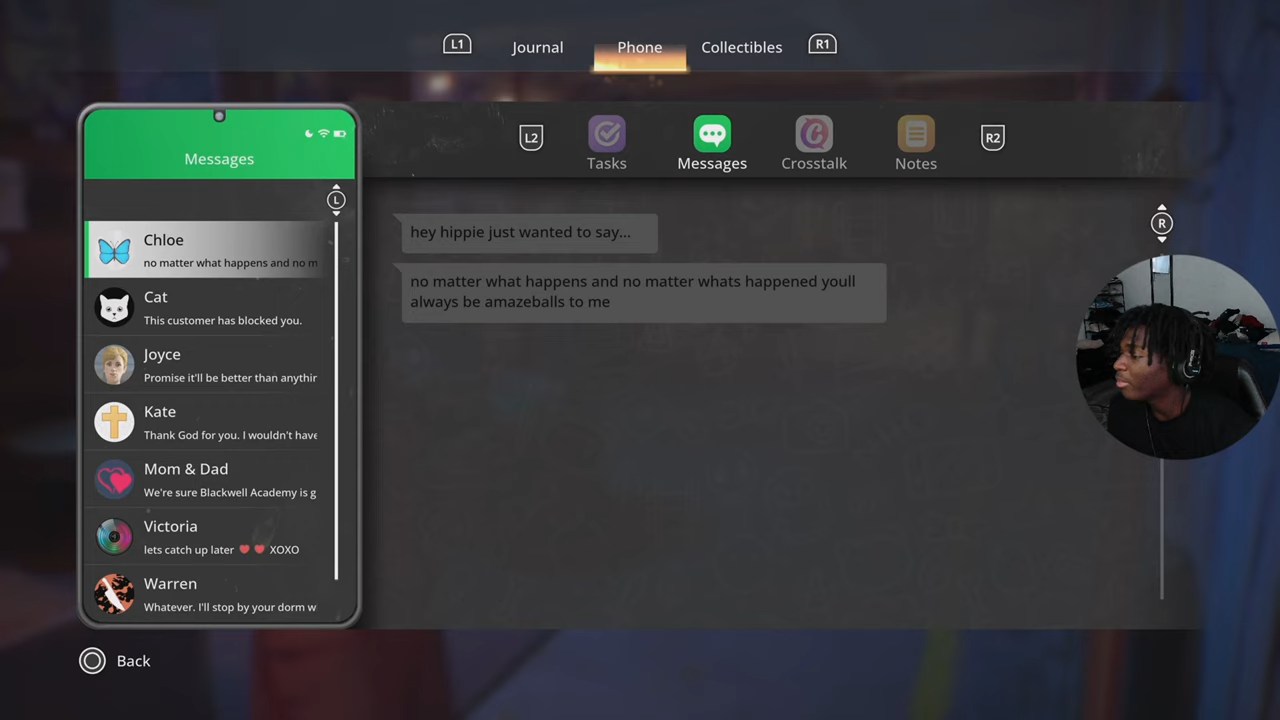 L1
Journal
Phone
Collectibles
R1
Messages
L
Chloe
no matter what happens and no m
Cat
This customer has blocked you.
Joyce
Promise it'll be better than anythin
Kate
Thank God for you. I wouldn't have
Mom & Dad
We're sure Blackwell Academy is g
Victoria
lets catch up later ❤️ ❤️ XOXO
Warren
Whatever. I'll stop by your dorm w
L2
Tasks
Messages
Crosstalk
Notes
R2
hey hippie just wanted to say...
no matter what happens and no matter whats happened youll
always be amazeballs to me
R
Back